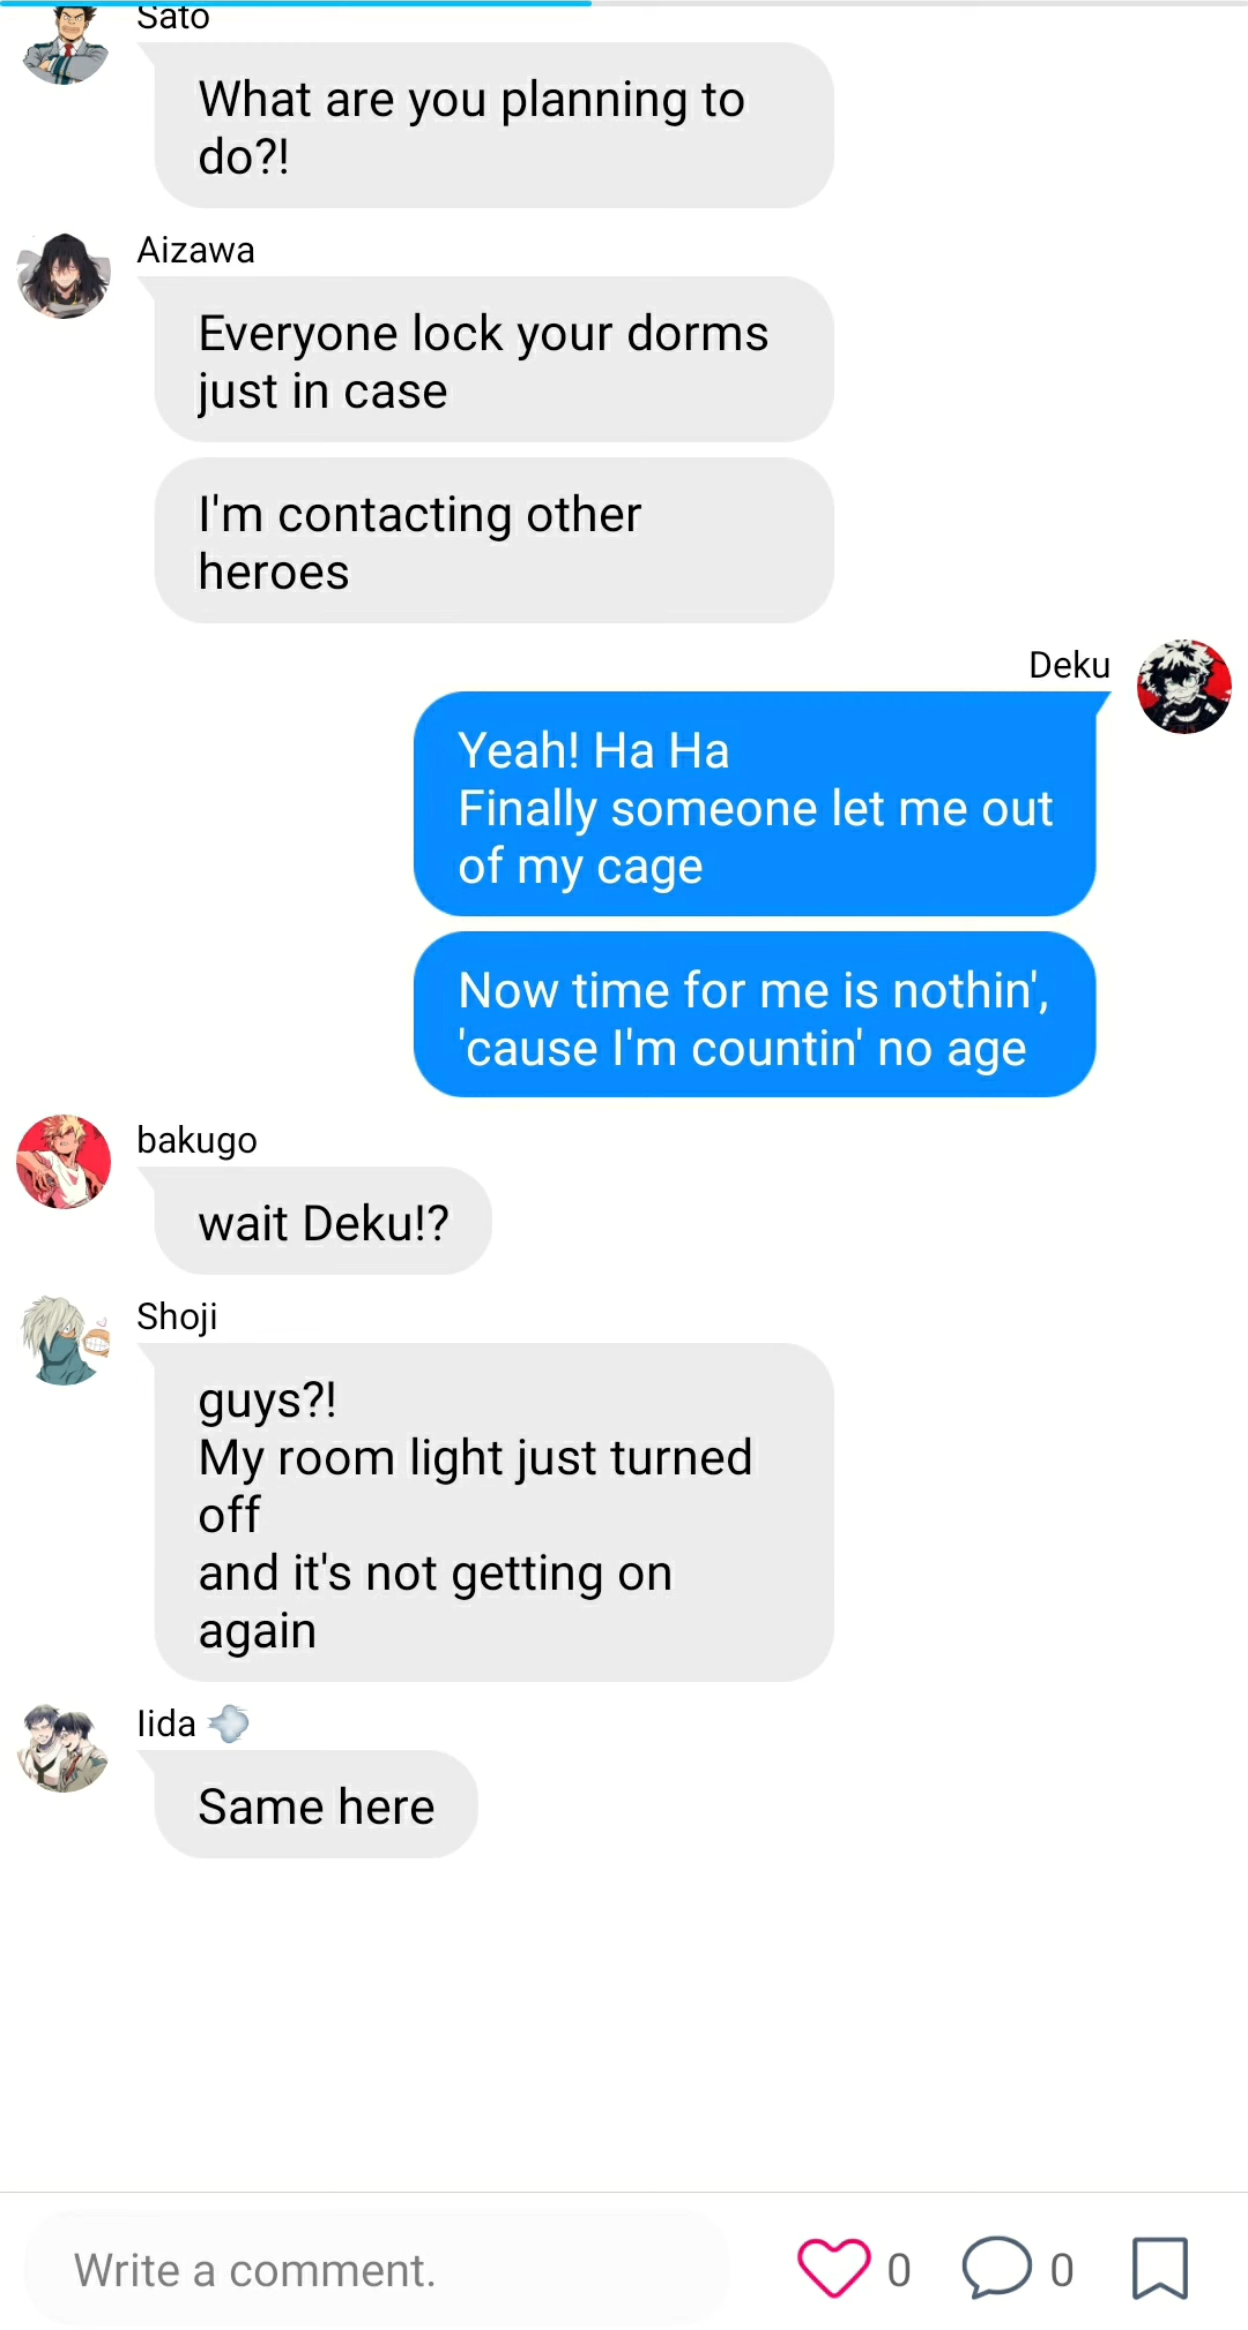 Sato
What are you planning to
do?!
Aizawa
Everyone lock your dorms
just in case
I'm contacting other
heroes
Deku
Yeah! Ha Ha
Finally someone let me out
of my cage
Now time for me is nothin',
'cause I'm countin' no age
bakugo
wait Deku!?
Shoji
guys?!
My room light just turned
off
and it's not getting on
again
Iida 💨
Same here
Write a comment.
0
0